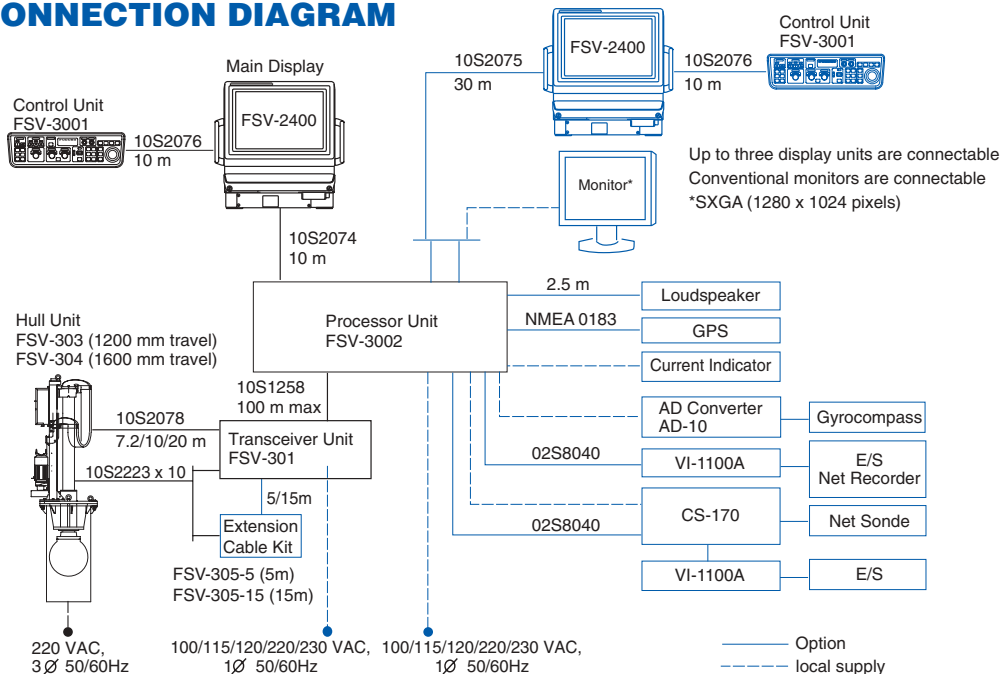 ONNECTION DIAGRAM
Main Display
Control Unit
FSV-3001
10S2076
10 m
FSV-2400
10S2074
10 m
10S2075
30 m
FSV-2400
10S2076
10 m
Control Unit
FSV-3001
Monitor*
Up to three display units are connectable
Conventional monitors are connectable
*SXGA (1280 x 1024 pixels)
Processor Unit
FSV-3002
2.5 m
Loudspeaker
NMEA 0183
GPS
Current Indicator
AD Converter
AD-10
Gyrocompass
02S8040
VI-1100A
E/S
Net Recorder
CS-170
Net Sonde
02S8040
VI-1100A
E/S
Hull Unit
FSV-303 (1200 mm travel)
FSV-304 (1600 mm travel)
10S1258
100 m max
10S2078
7.2/10/20 m
Transceiver Unit
FSV-301
10S2223 x 10
5/15m
Extension
Cable Kit
FSV-305-5 (5m)
FSV-305-15 (15m)
220 VAC,
3Ø 50/60Hz
100/115/120/220/230 VAC,
1Ø 50/60Hz
100/115/120/220/230 VAC,
1Ø 50/60Hz
Option
local supply